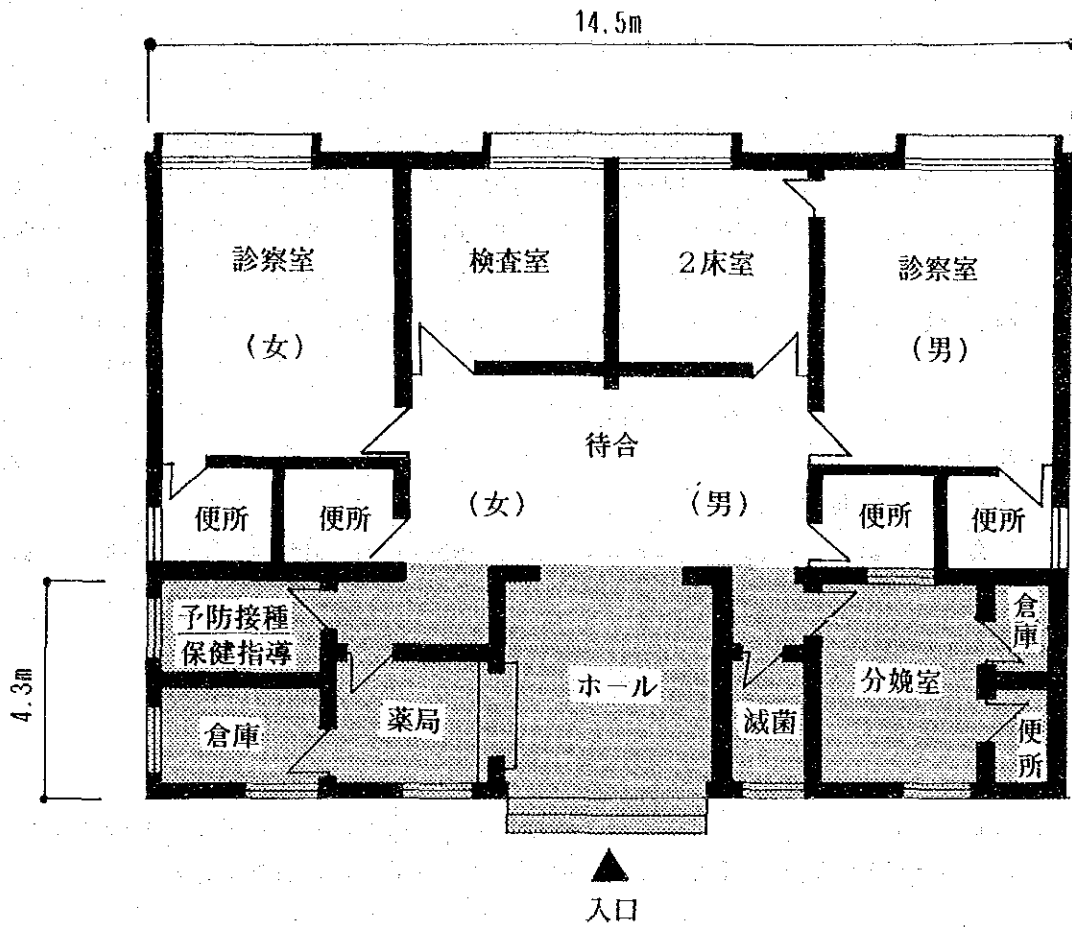 14.5m
診察室
(女)
検査室
2床室
診察室
(男)
待合
(女)
(男)
便所
便所
便所
便所
4.3m
予防接種
保健指導
倉庫
薬局
ホール
滅菌
分娩室
倉庫
便所
入口